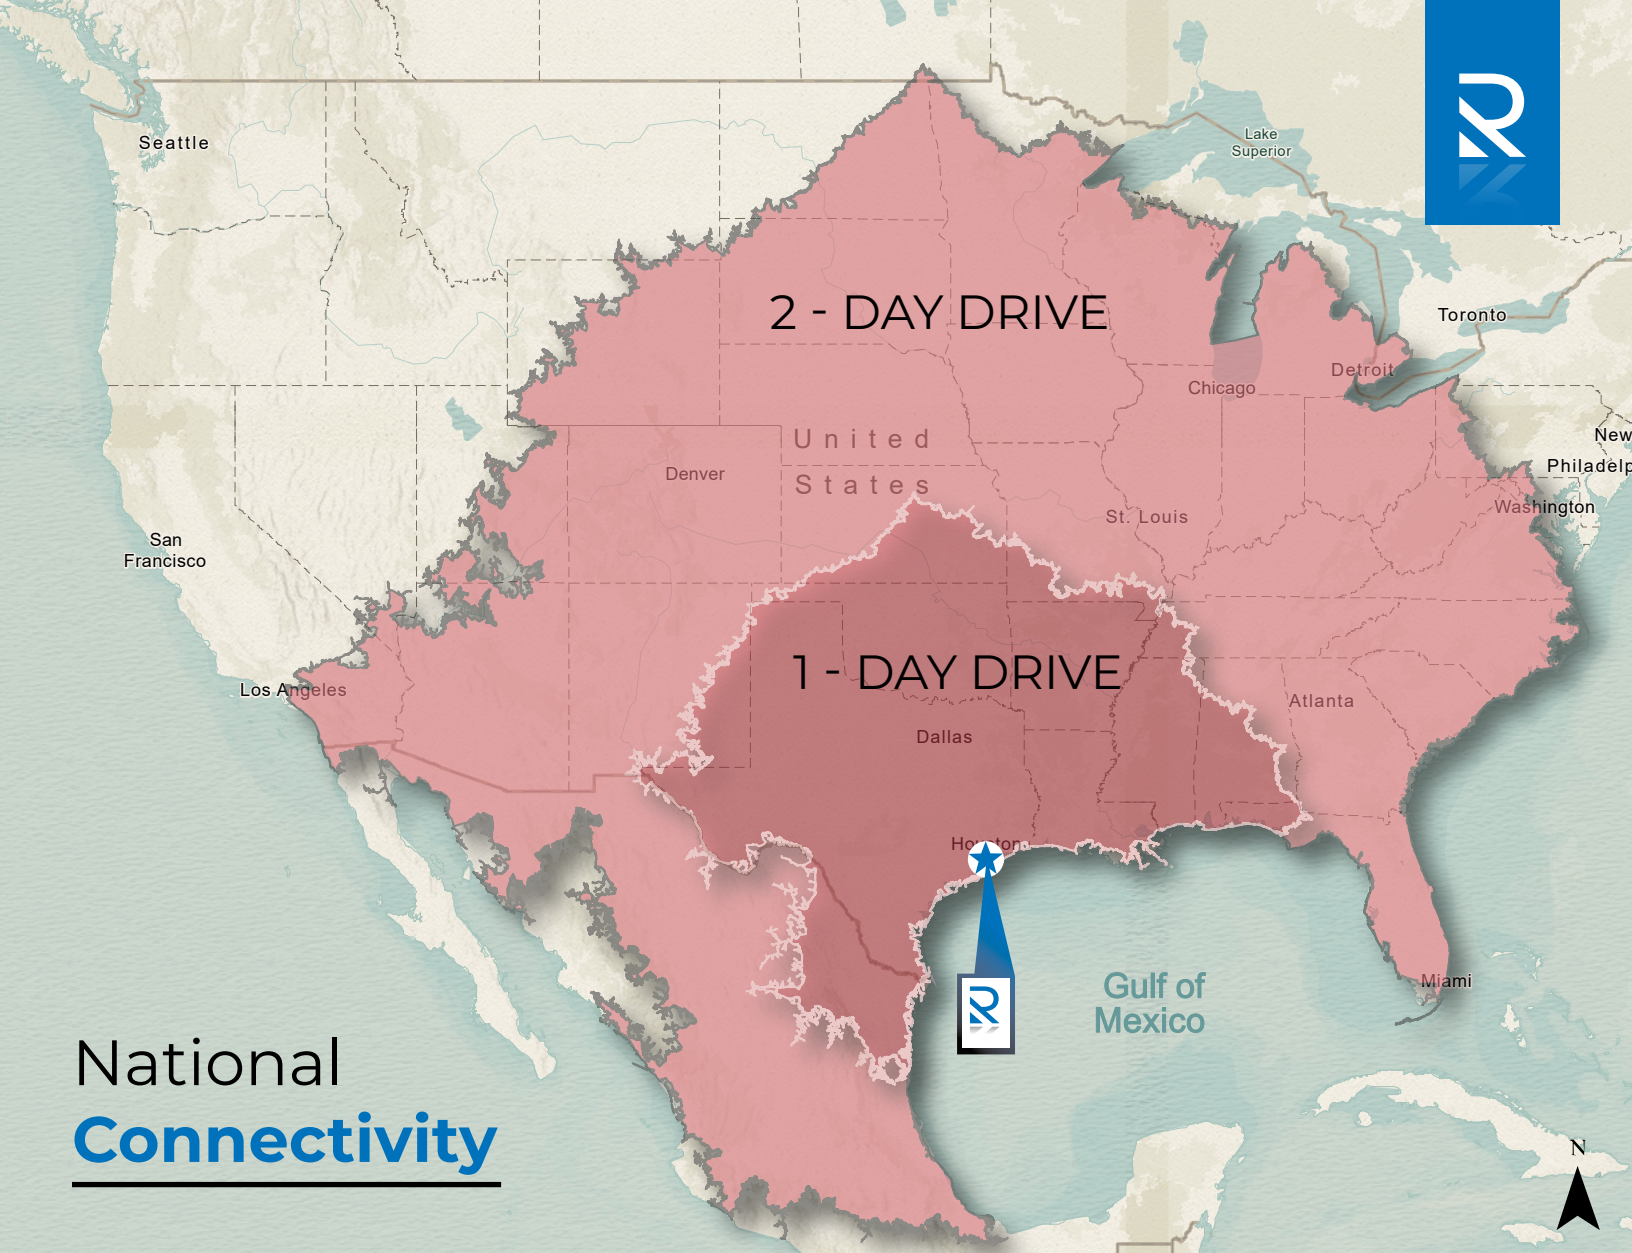 Lake
Superior
Seattle
2 - DAY DRIVE
Toronto
Detroit
Chicago
United
States
New
Philadelp
Denver
Washington
St. Louis
San
Francisco
1 - DAY DRIVE
Los Angeles
Atlanta
Dallas
Houston
Miami
Gulf of
Mexico
National
Connectivity
N